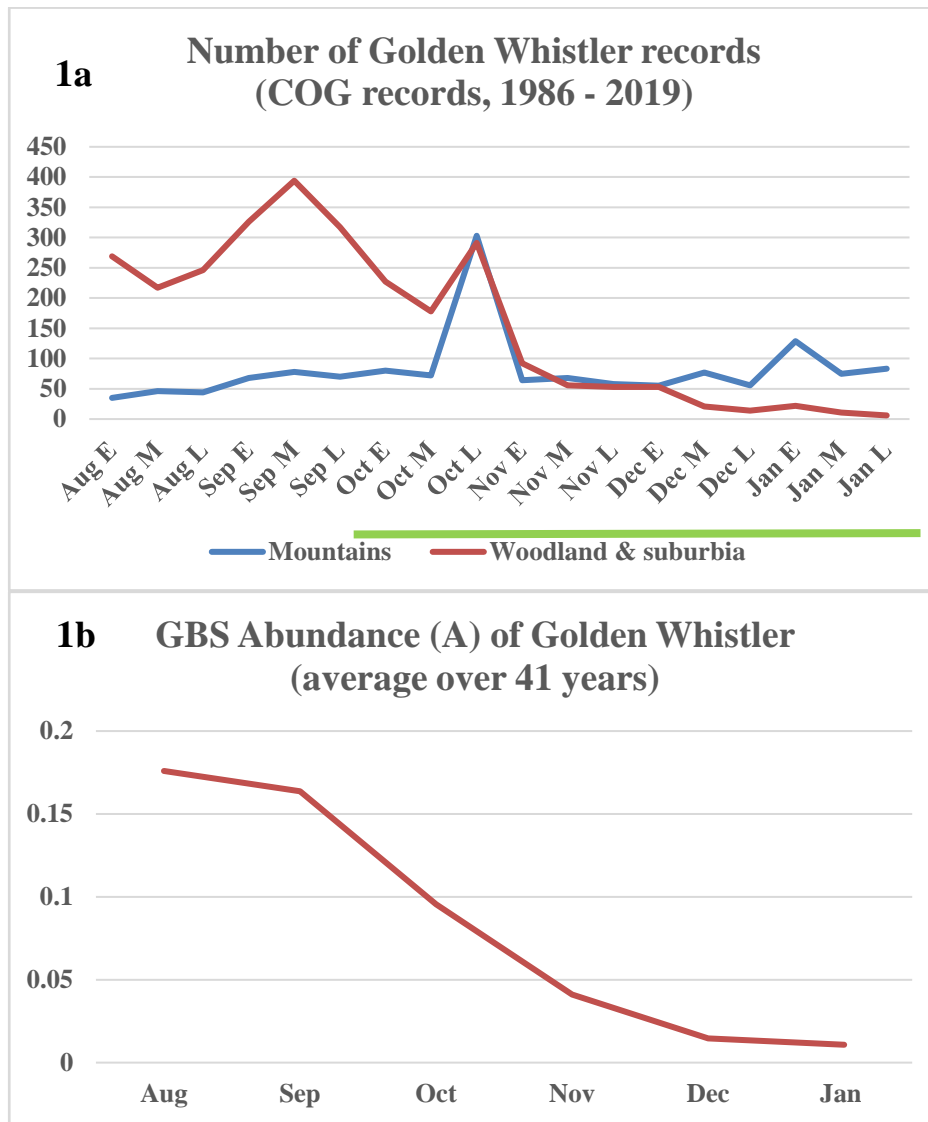 1a
Number of Golden Whistler records
(COG records, 1986 - 2019)
450
400
350
300
250
200
150
100
50
0
Aug E
Aug M
Aug L
Sep E
Sep M
Sep L
Oct E
Oct M
Oct L
Nov E
Nov M
Nov L
Dec E
Dec M
Dec L
Jan E
Jan M
Jan L
Mountains
Woodland & suburbia
1b
GBS Abundance (A) of Golden Whistler
(average over 41 years)
0.2
0.15
0.1
0.05
0
Aug
Sep
Oct
Nov
Dec
Jan